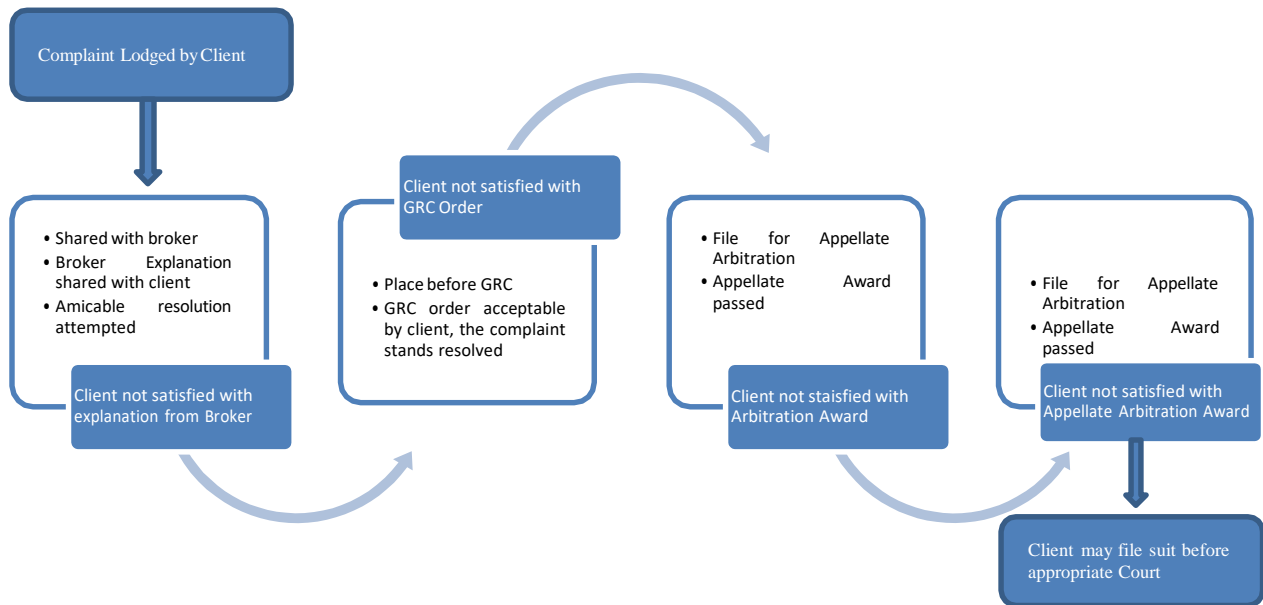 Complaint Lodged by Client
• Shared with broker
• Broker Explanation
shared with client
• Amicable resolution
attempted
Client not satisfied with
explanation from Broker
Client not satisfied with
GRC Order
• Place before GRC
• GRC order acceptable
by client, the complaint
stands resolved
• File for Appellate
Arbitration
• Appellate Award
passed
Client not staisfied with
Arbitration Award
• File for Appellate
Arbitration
• Appellate Award
passed
Client not satisfied with
Appellate Arbitration Award
Client may file suit before
appropriate Court